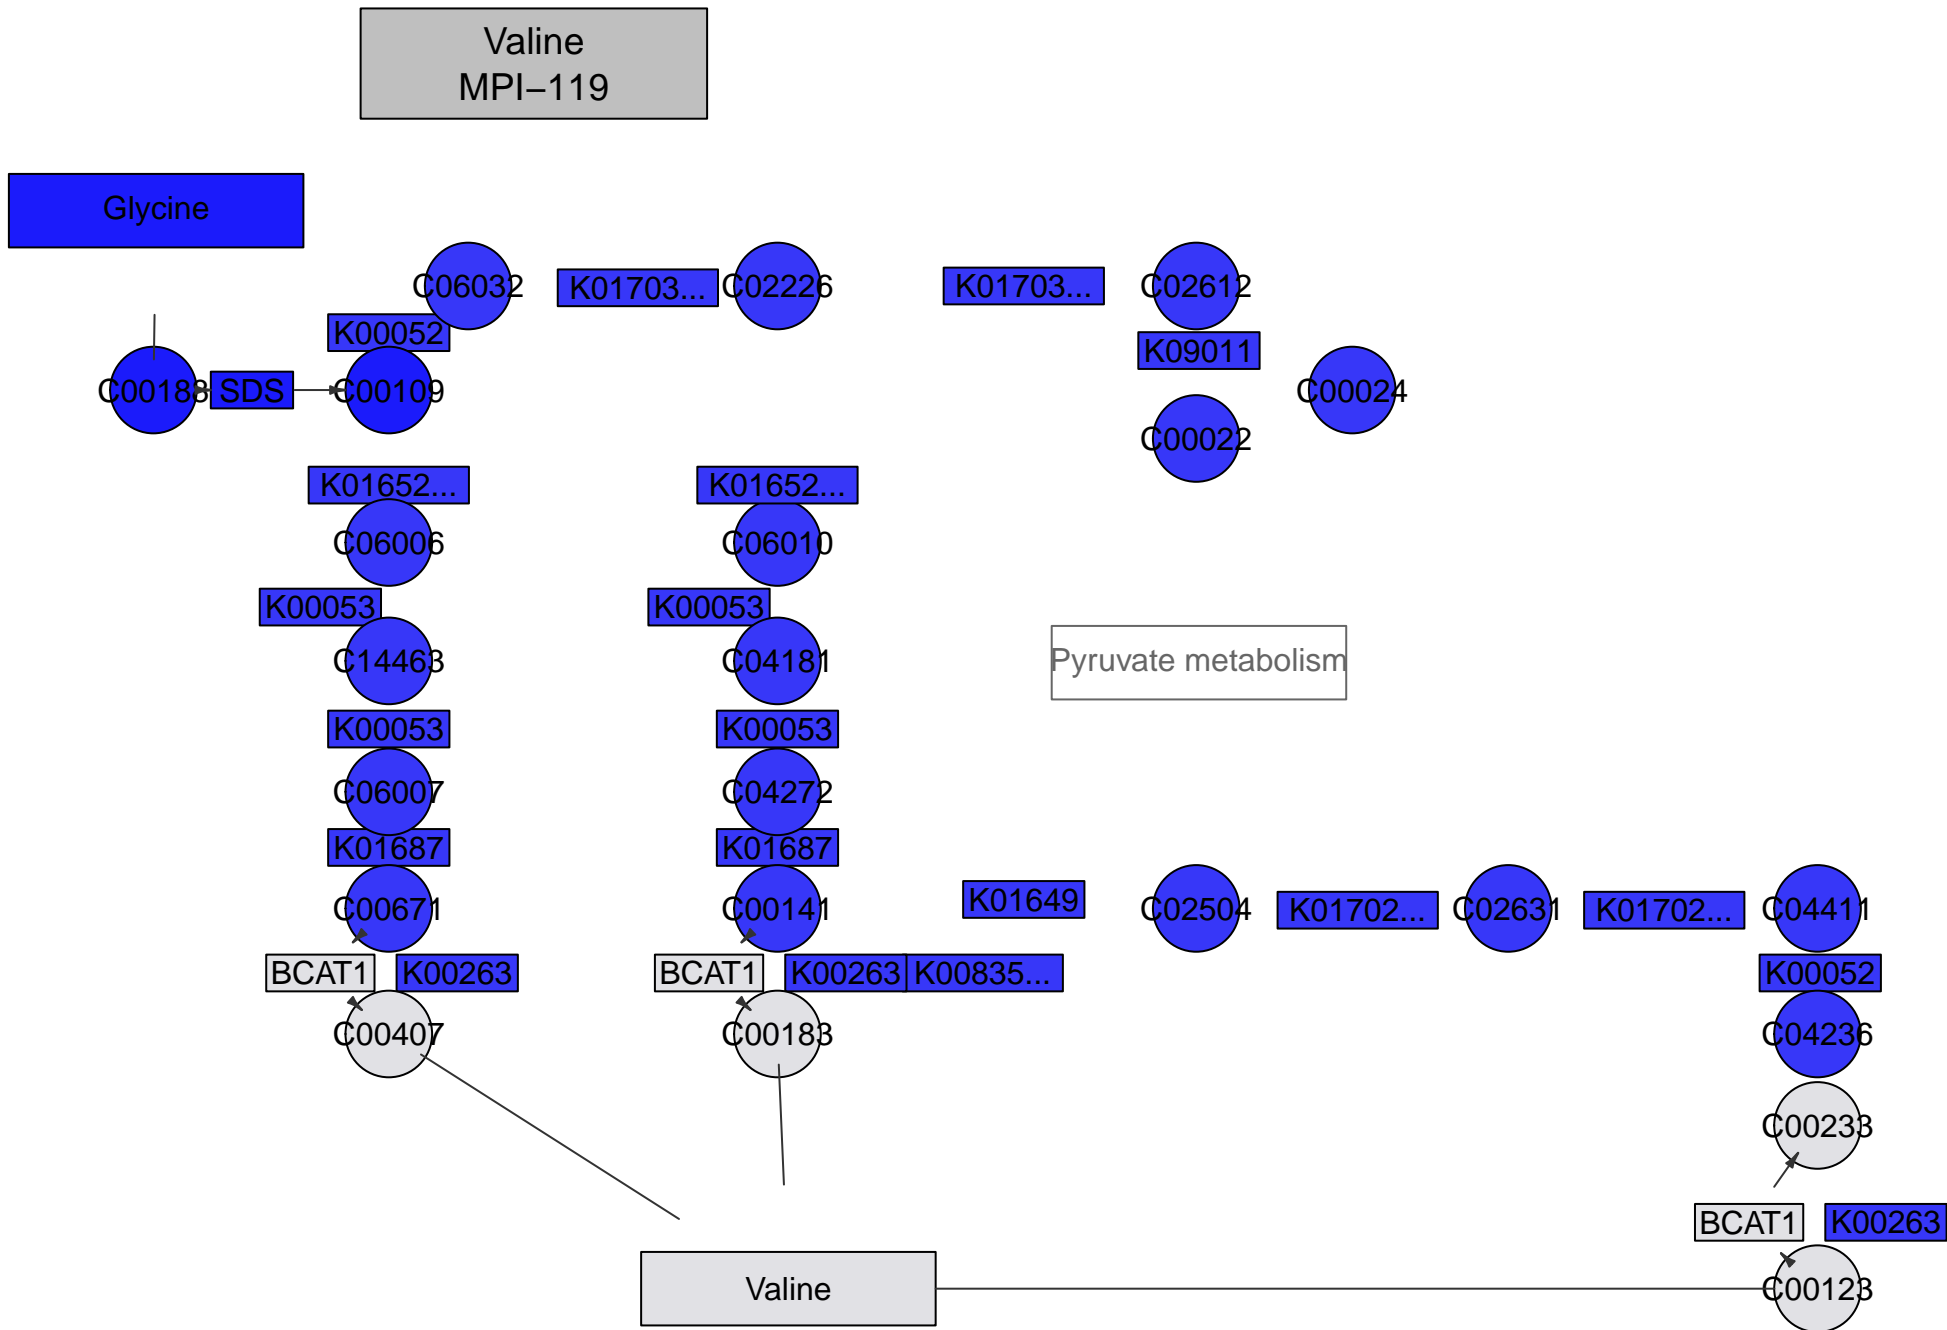 Valine
MPI−119
Glycine
C06032
K01703...
C02226
K01703...
C02612
K00052
K09011
C00188
SDS
C00109
C00024
C00022
K01652...
K01652...
C06006
C06010
K00053
K00053
C14463
C04181
Pyruvate metabolism
K00053
K00053
C06007
C04272
K01687
K01687
C00671
C00141
K01649
C02504
K01702...
C02631
K01702...
C04411
BCAT1
K00263
BCAT1
K00263
K00835...
K00052
C00407
C00183
C04236
C00233
BCAT1
K00263
Valine
C00123